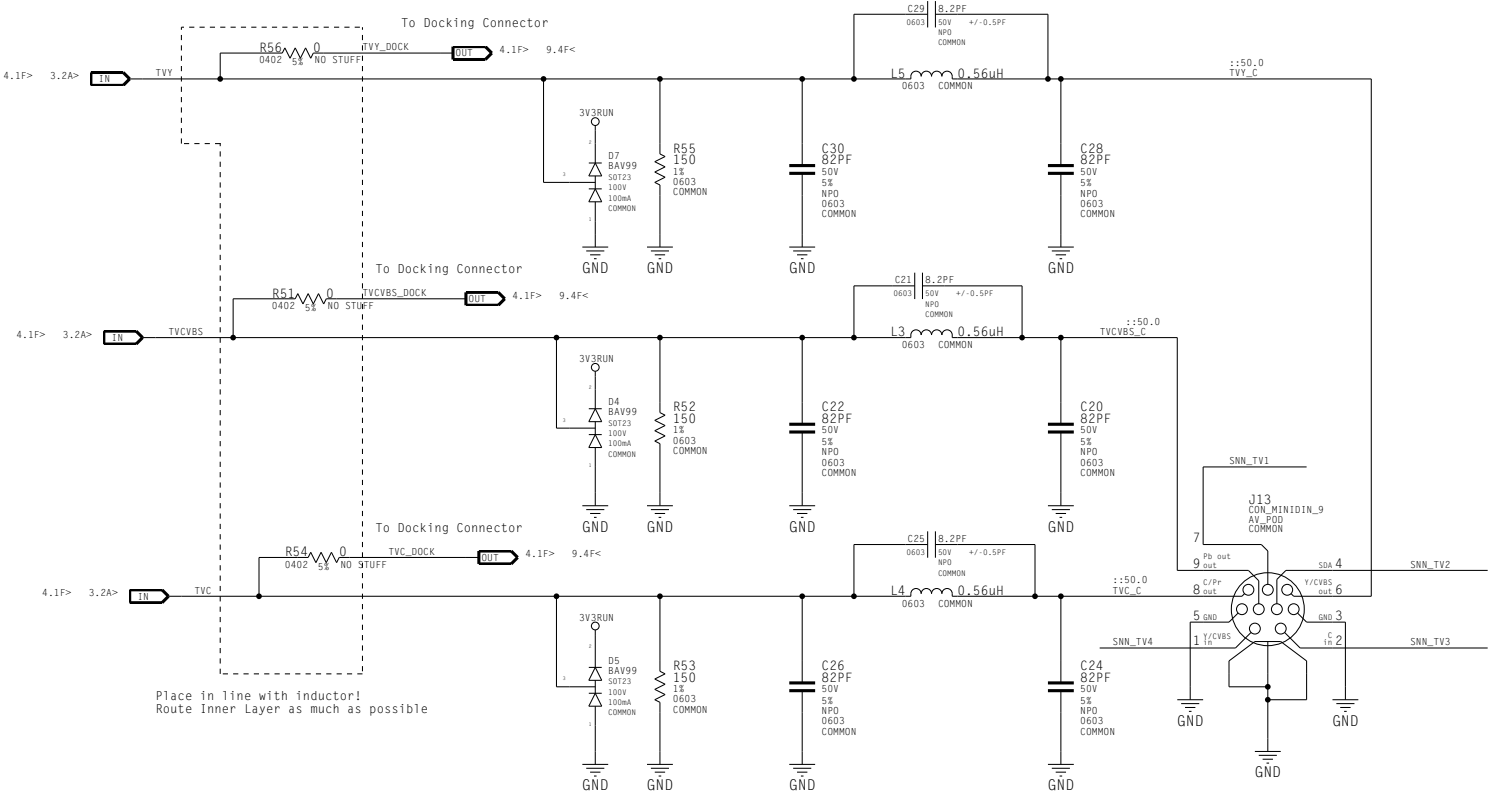 To Docking Connector
R56 0
0402 5% NO STUFF
TVY_DOCK
OUT
4.1F> 9.4F<
4.1F> 3.2A>
IN
TVY
C29 8.2PF
0603 50V +/-0.5PF
NPO
COMMON
L5 0.56uH
0603 COMMON
::50.0
TVY_C
3V3RUN
2
3
1
D7
BAV99
SOT23
100V
100mA
COMMON
GND
R55
150
1%
0603
COMMON
GND
C30
82PF
50V
5%
NPO
0603
COMMON
GND
C28
82PF
50V
5%
NPO
0603
COMMON
GND
To Docking Connector
R51 0
0402 5% NO STUFF
TVCVBS_DOCK
OUT
4.1F> 9.4F<
4.1F> 3.2A>
IN
TVCVBS
C21 8.2PF
0603 50V +/-0.5PF
NPO
COMMON
L3 0.56uH
0603 COMMON
::50.0
TVCVBS_C
3V3RUN
2
3
1
D4
BAV99
SOT23
100V
100mA
COMMON
GND
R52
150
1%
0603
COMMON
GND
C22
82PF
50V
5%
NPO
0603
COMMON
GND
C20
82PF
50V
5%
NPO
0603
COMMON
GND
To Docking Connector
R54 0
0402 5% NO STUFF
TVC_DOCK
OUT
4.1F> 9.4F<
4.1F> 3.2A>
IN
TVC
C25 8.2PF
0603 50V +/-0.5PF
NPO
COMMON
L4 0.56uH
0603 COMMON
::50.0
TVC_C
3V3RUN
2
3
1
D5
BAV99
SOT23
100V
100mA
COMMON
GND
R53
150
1%
0603
COMMON
GND
C26
82PF
50V
5%
NPO
0603
COMMON
GND
C24
82PF
50V
5%
NPO
0603
COMMON
GND
SNN_TV1
J13
CON_MINIDIN_9
AV_POD
COMMON
7
9 Pb out
out
8 C/Pr
out
5 GND
1 Y/CVBS
in
SDA 4
Y/CVBS
out 6
GND 3
C
in 2
SNN_TV2
SNN_TV3
SNN_TV4
GND
GND
GND
Place in line with inductor!
Route Inner Layer as much as possible